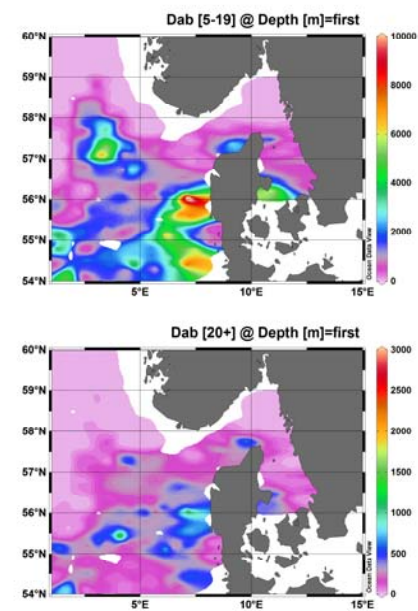 Dab [5-19] @ Depth [m]=first
60°N
59°N
58°N
57°N
56°N
55°N
54°N
5°E
10°E
15°E
10000
8000
6000
4000
2000
0
Ocean Data View
Dab [20+] @ Depth [m]=first
60°N
59°N
58°N
57°N
56°N
55°N
54°N
5°E
10°E
15°E
3000
2500
2000
1500
1000
500
0
Ocean Data View